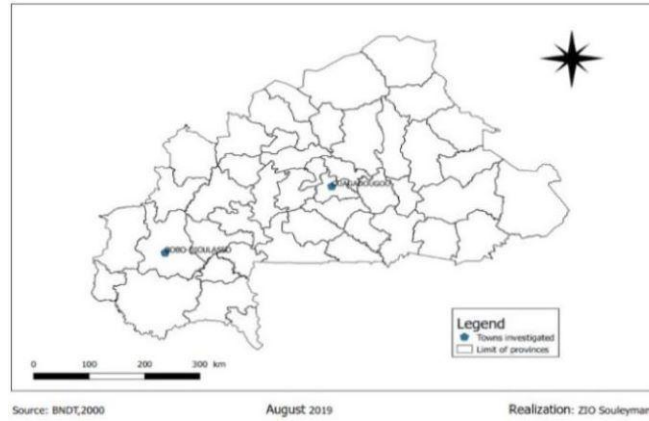 OUAGADOUGOU
BOBO-DIOULASSO
Legend
Towns investigated
Limit of provinces
0 100 200 300 km
Source: BNDT,2000 August 2019 Realization: ZIO Souleyman